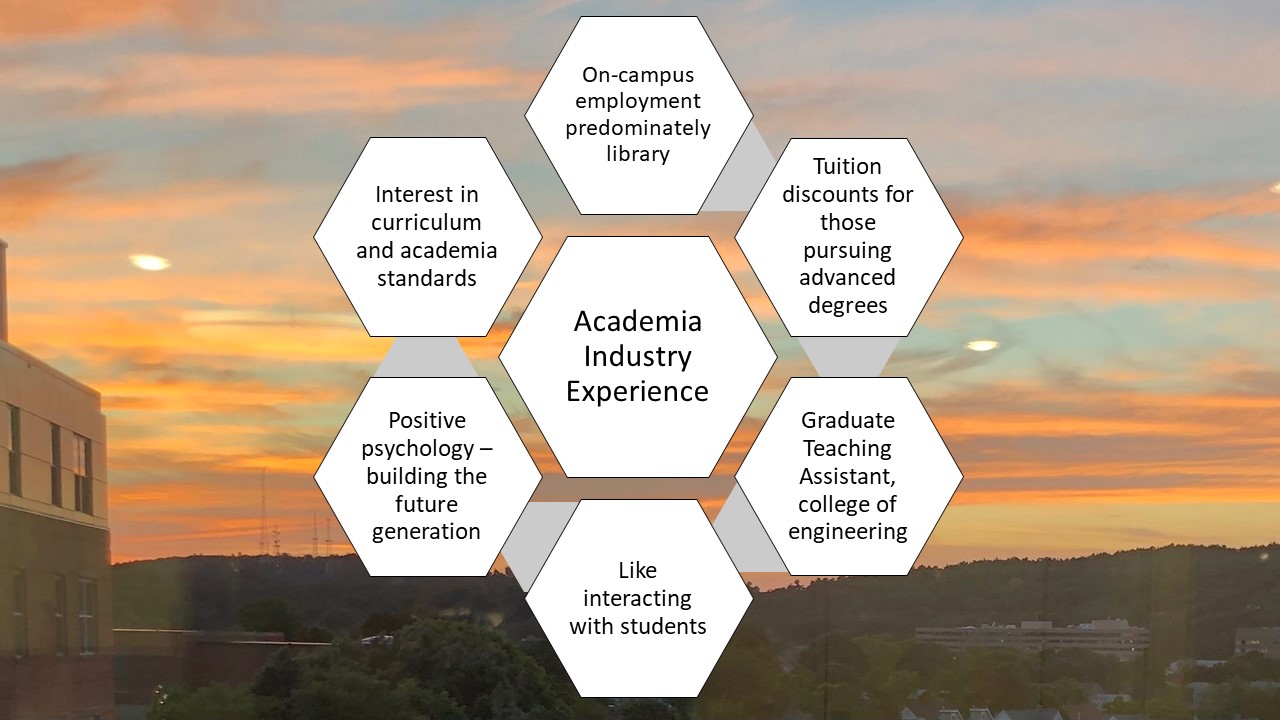 On-campus
employment
predominately
library
Tuition
discounts for
those
pursuing
advanced
degrees
Interest in
curriculum
and academia
standards
Academia
Industry
Experience
Graduate
Teaching
Assistant,
college of
engineering
Positive
psychology –
building the
future
generation
Like
interacting
with students